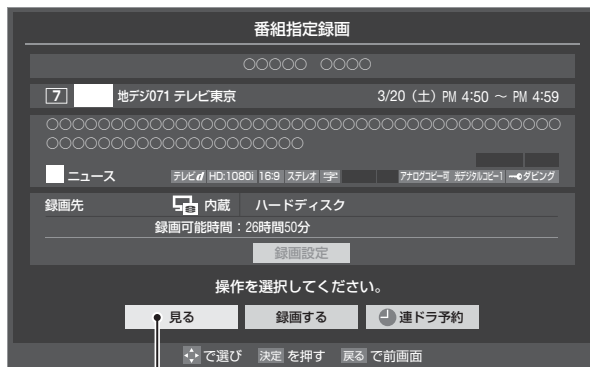 番組指定録画
○○○○○ ○○○○
7 地デジ071 テレビ東京 3/20（土）PM 4:50 ～ PM 4:59
○○○○○○○○○○○○○○○○○○○○○○○○○○○○○○○○○○○
○○○○○○○○○○○○○○○○○○
ニュース テレビd HD:1080i 16:9 ステレオ 字 アナログコピー可 光デジタルコピー1 ダビング
録画先 内蔵 ハードディスク
録画可能時間：26時間50分
録画設定
操作を選択してください。
見る 録画する 連ドラ予約
で選び 決定 を押す 戻る で前画面